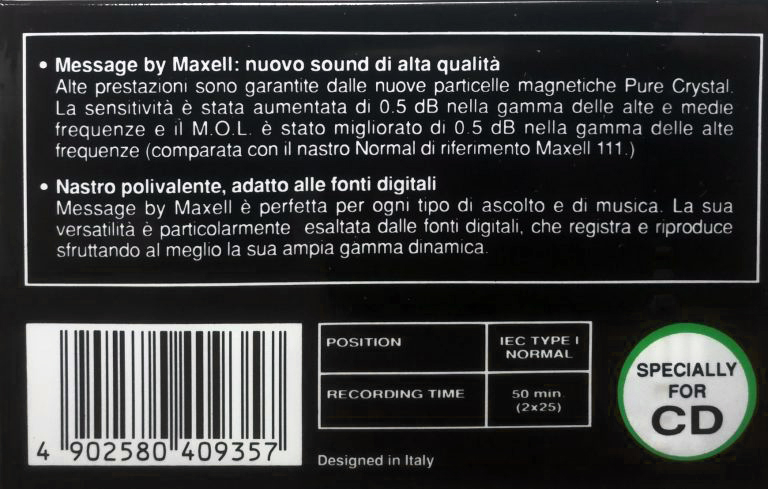 • Message by Maxell: nuovo sound di alta qualità
Alte prestazioni sono garantite dalle nuove particelle magnetiche Pure Crystal.
La sensitività è stata aumentata di 0.5 dB nella gamma delle alte e medie
frequenze e il M.O.L. è stato migliorato di 0.5 dB nella gamma delle alte
frequenze (comparata con il nastro Normal di riferimento Maxell 111.)
• Nastro polivalente, adatto alle fonti digitali
Message by Maxell è perfetta per ogni tipo di ascolto e di musica. La sua
versatilità è particolarmente esaltata dalle fonti digitali, che registra e riproduce
sfruttando al meglio la sua ampia gamma dinamica.
POSITION
IEC TYPE I
NORMAL
RECORDING TIME
50 min.
(2x25)
SPECIALLY
FOR
CD
4 902580 409357
Designed in Italy